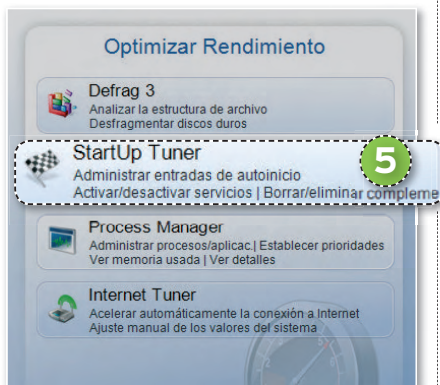 Optimizar Rendimiento
Defrag 3
Analizar la estructura de archivo
Desfragmentar discos duros
StartUp Tuner
5
Administrar entradas de autoinicio
Activar/desactivar servicios | Borrar/eliminar compleme
Process Manager
Administrar procesos/aplicac.| Establecer prioridades
Ver memoria usada | Ver detalles
Internet Tuner
Acelerar automáticamente la conexión a Internet
Ajuste manual de los valores del sistema